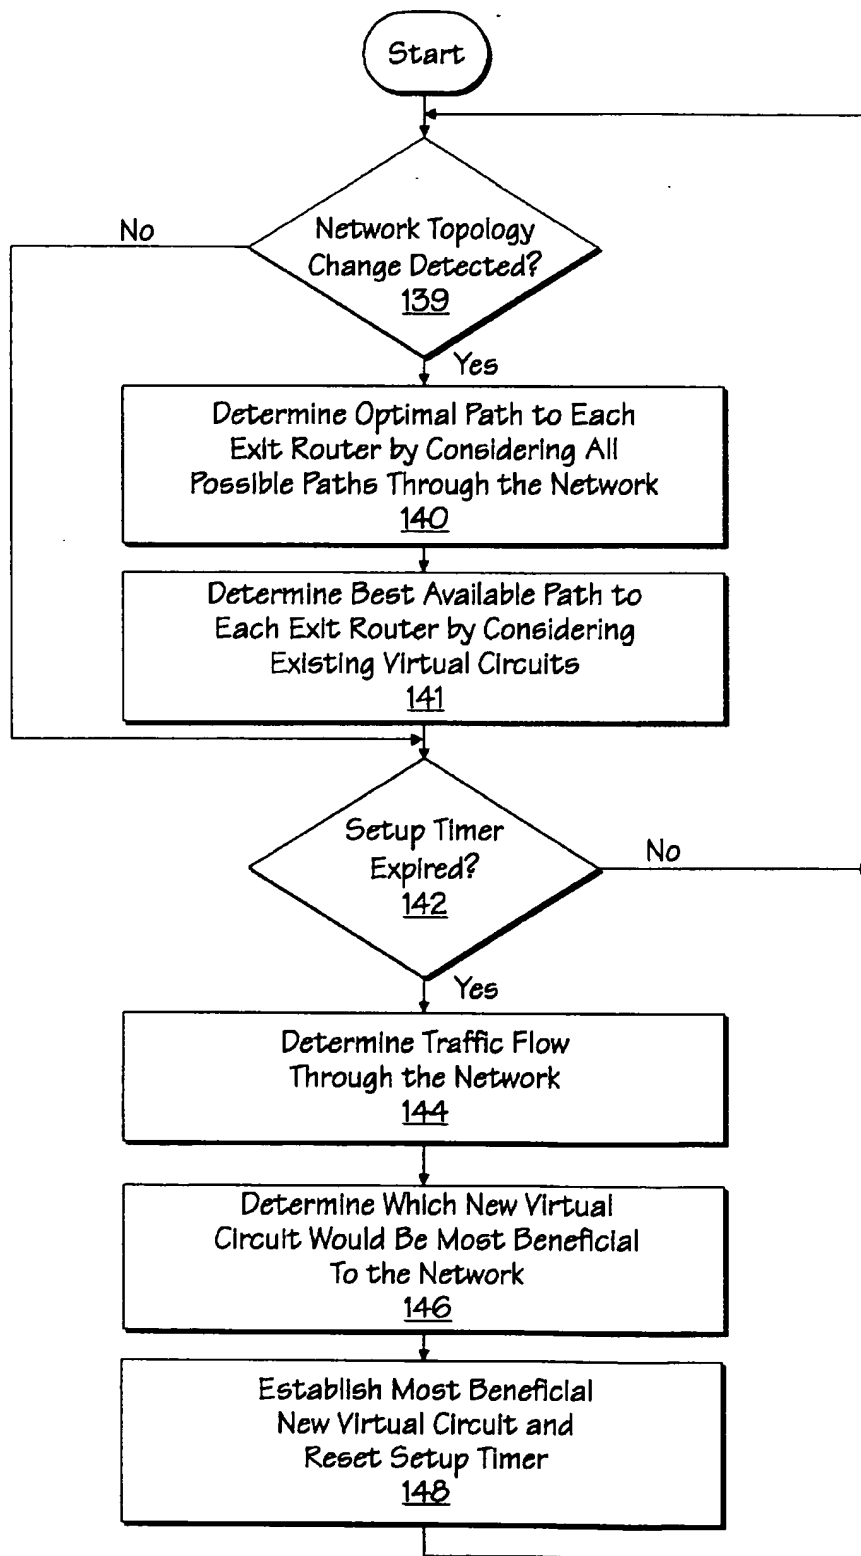 Start
Network Topology
Change Detected?
139
No
Yes
Determine Optimal Path to Each
Exit Router by Considering All
Possible Paths Through the Network
140
Determine Best Available Path to
Each Exit Router by Considering
Existing Virtual Circuits
141
Setup Timer
Expired?
142
No
Yes
Determine Traffic Flow
Through the Network
144
Determine Which New Virtual
Circuit Would Be Most Beneficial
To the Network
146
Establish Most Beneficial
New Virtual Circuit and
Reset Setup Timer
148